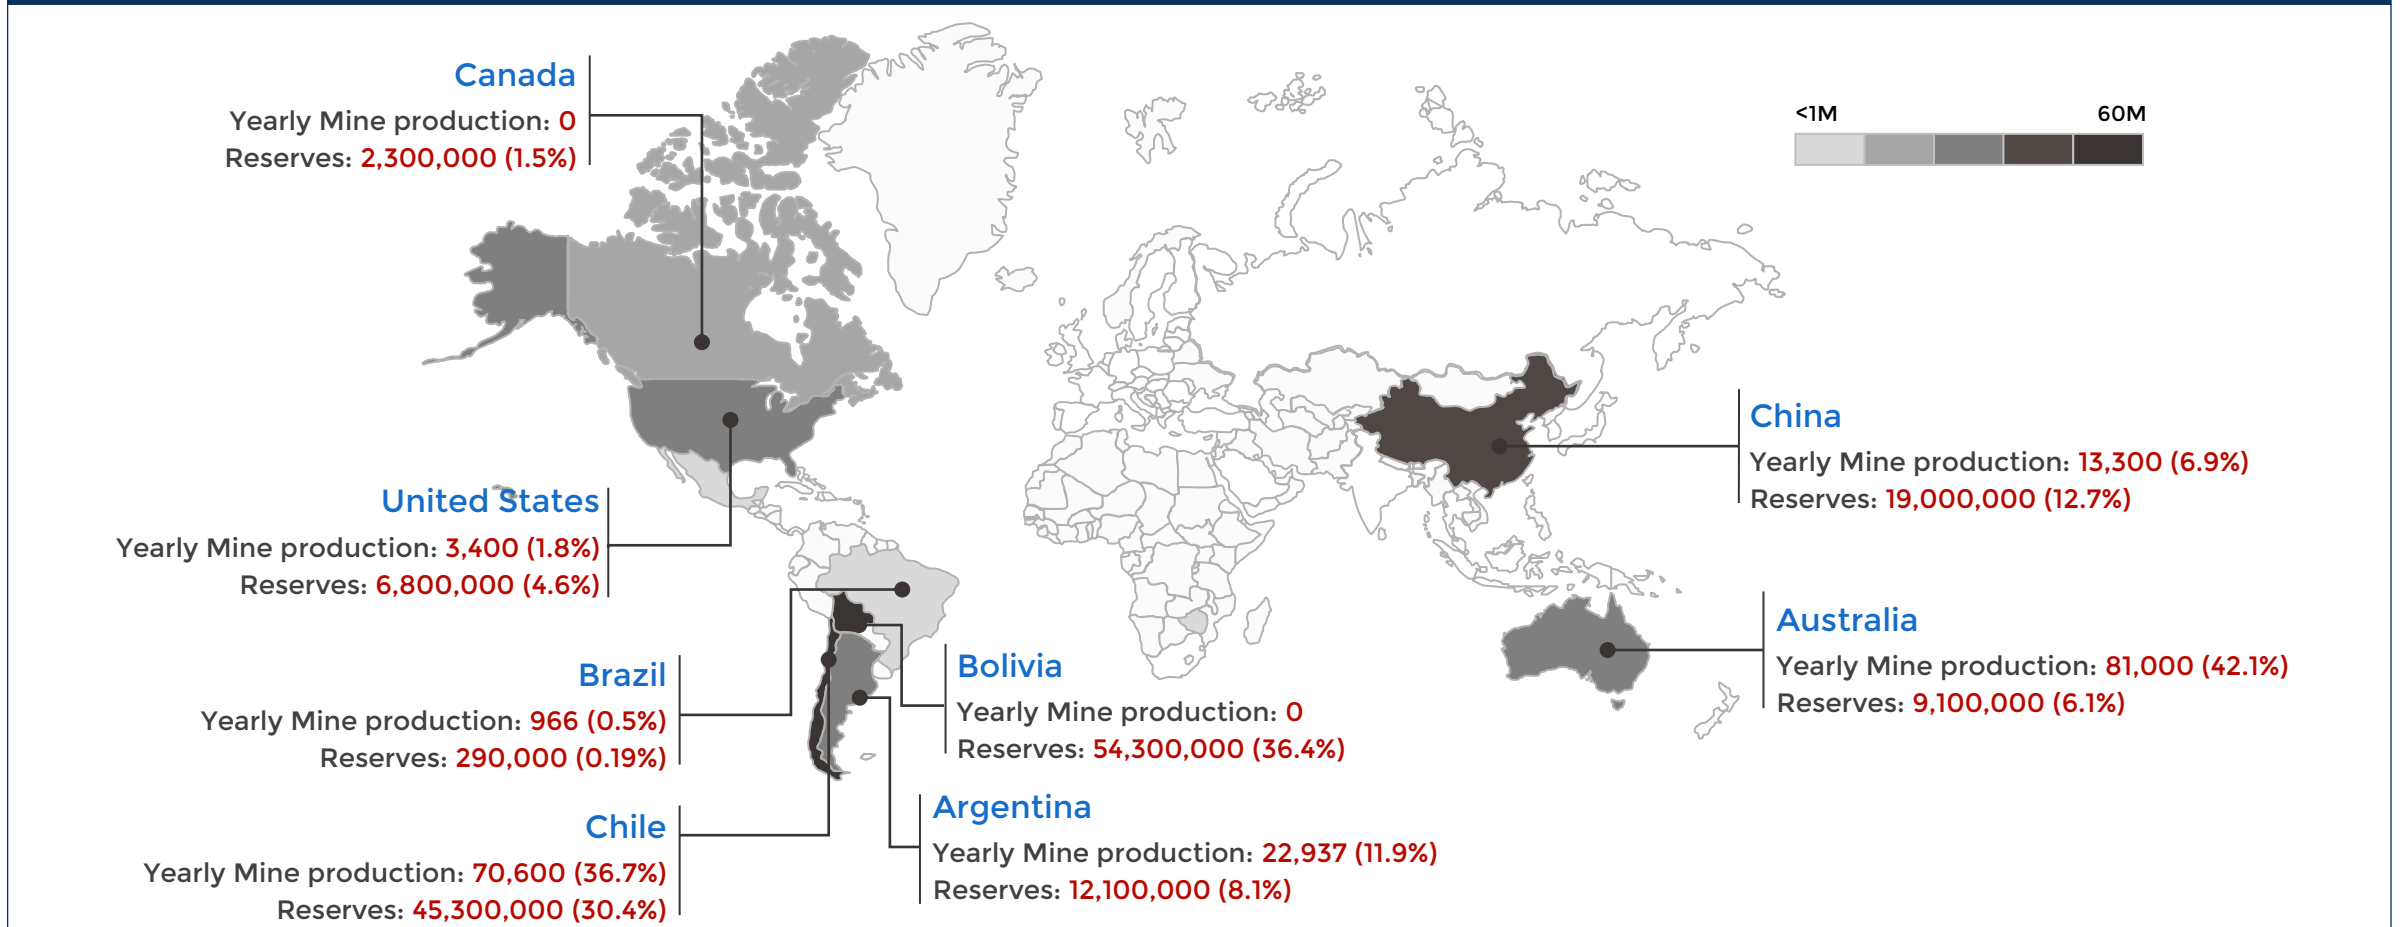 Canada
Yearly Mine production: 0
Reserves: 2,300,000 (1.5%)
<1M 60M
United States
Yearly Mine production: 3,400 (1.8%)
Reserves: 6,800,000 (4.6%)
China
Yearly Mine production: 13,300 (6.9%)
Reserves: 19,000,000 (12.7%)
Brazil
Yearly Mine production: 966 (0.5%)
Reserves: 290,000 (0.19%)
Bolivia
Yearly Mine production: 0
Reserves: 54,300,000 (36.4%)
Australia
Yearly Mine production: 81,000 (42.1%)
Reserves: 9,100,000 (6.1%)
Chile
Yearly Mine production: 70,600 (36.7%)
Reserves: 45,300,000 (30.4%)
Argentina
Yearly Mine production: 22,937 (11.9%)
Reserves: 12,100,000 (8.1%)